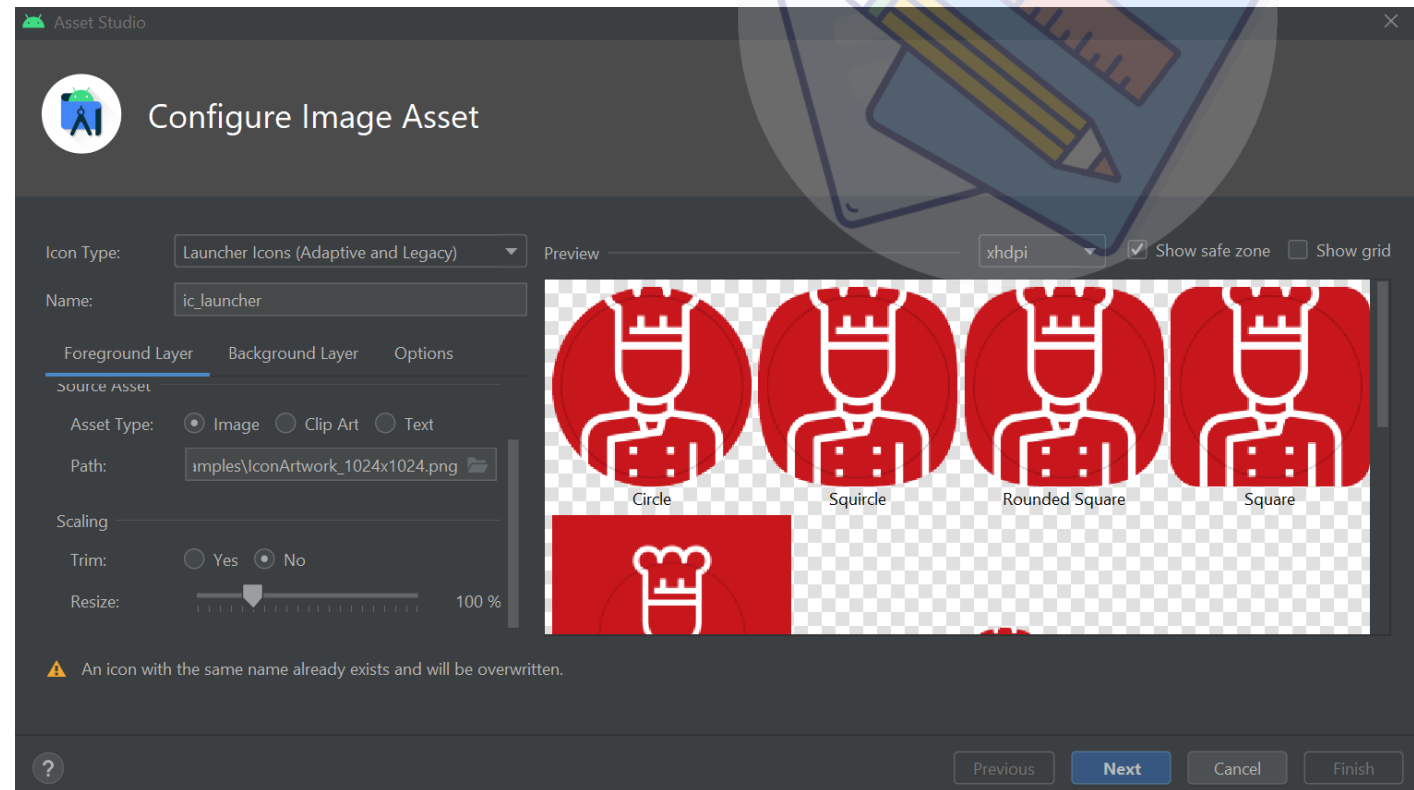 Asset Studio
Configure Image Asset
Icon Type: Launcher Icons (Adaptive and Legacy)
Name: ic_launcher
Foreground Layer Background Layer Options
Source Asset
Asset Type: Image Clip Art Text
Path: amples\IconArtwork_1024x1024.png
Scaling
Trim: Yes No
Resize: 100 %
Preview xhdpi Show safe zone Show grid
Circle Squircle Rounded Square Square
An icon with the same name already exists and will be overwritten.
? Previous Next Cancel Finish